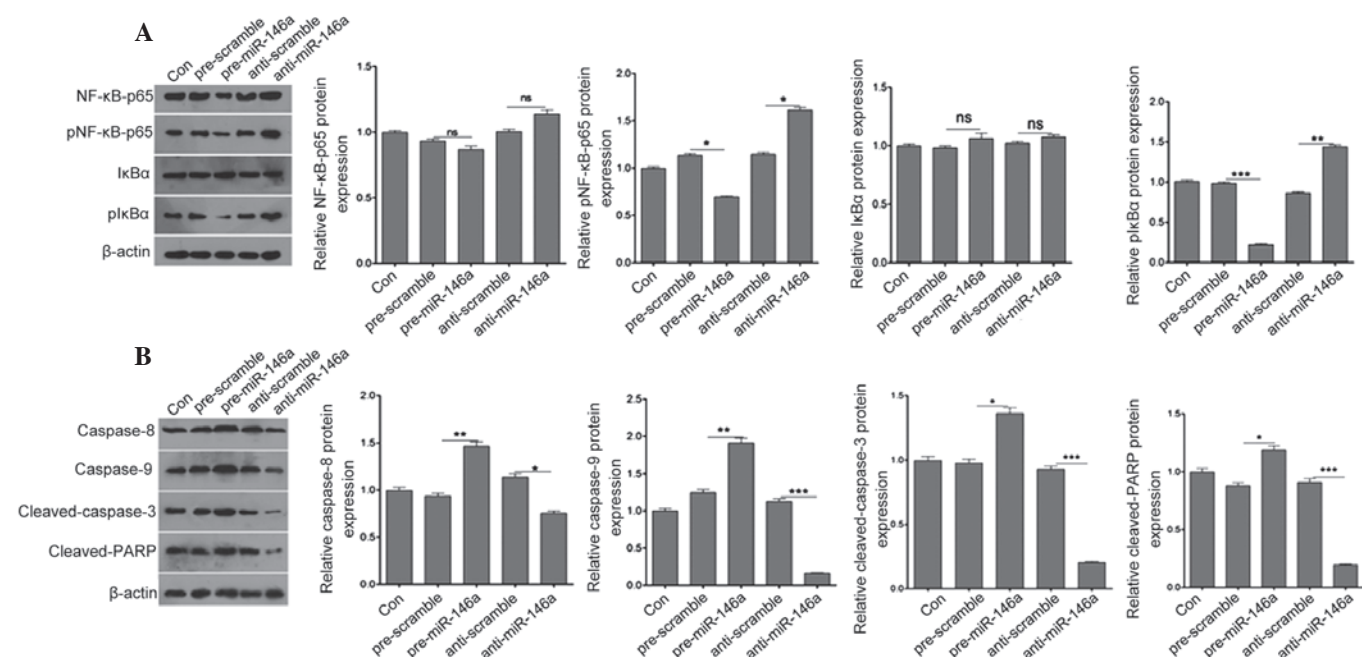 A
Con
pre-scramble
pre-miR-146a
anti-scramble
anti-miR-146a
NF-κB-p65
pNF-κB-p65
IκBα
pIκBα
β-actin
Relative NF-κB-p65 protein
expression
1.5
1.0
0.5
0.0
ns
ns
Con
pre-scramble
pre-miR-146a
anti-scramble
anti-miR-146a
Relative pNF-κB-p65 protein
expression
2.0
1.5
1.0
0.5
0.0
*
*
Con
pre-scramble
pre-miR-146a
anti-scramble
anti-miR-146a
Relative IκBα protein expression
1.5
1.0
0.5
0.0
ns
ns
Con
pre-scramble
pre-miR-146a
anti-scramble
anti-miR-146a
Relative pIκBα protein expression
2.0
1.5
1.0
0.5
0.0
***
**
Con
pre-scramble
pre-miR-146a
anti-scramble
anti-miR-146a
B
Con
pre-scramble
pre-miR-146a
anti-scramble
anti-miR-146a
Caspase-8
Caspase-9
Cleaved-caspase-3
Cleaved-PARP
β-actin
Relative caspase-8 protein
expression
2.0
1.5
1.0
0.5
0.0
**
*
Con
pre-scramble
pre-miR-146a
anti-scramble
anti-miR-146a
Relative caspase-9 protein
expression
2.5
2.0
1.5
1.0
0.5
0.0
**
***
Con
pre-scramble
pre-miR-146a
anti-scramble
anti-miR-146a
Relative cleaved-caspase-3 protein
expression
1.5
1.0
0.5
0.0
*
***
Con
pre-scramble
pre-miR-146a
anti-scramble
anti-miR-146a
Relative cleaved-PARP protein
expression
1.5
1.0
0.5
0.0
*
***
Con
pre-scramble
pre-miR-146a
anti-scramble
anti-miR-146a